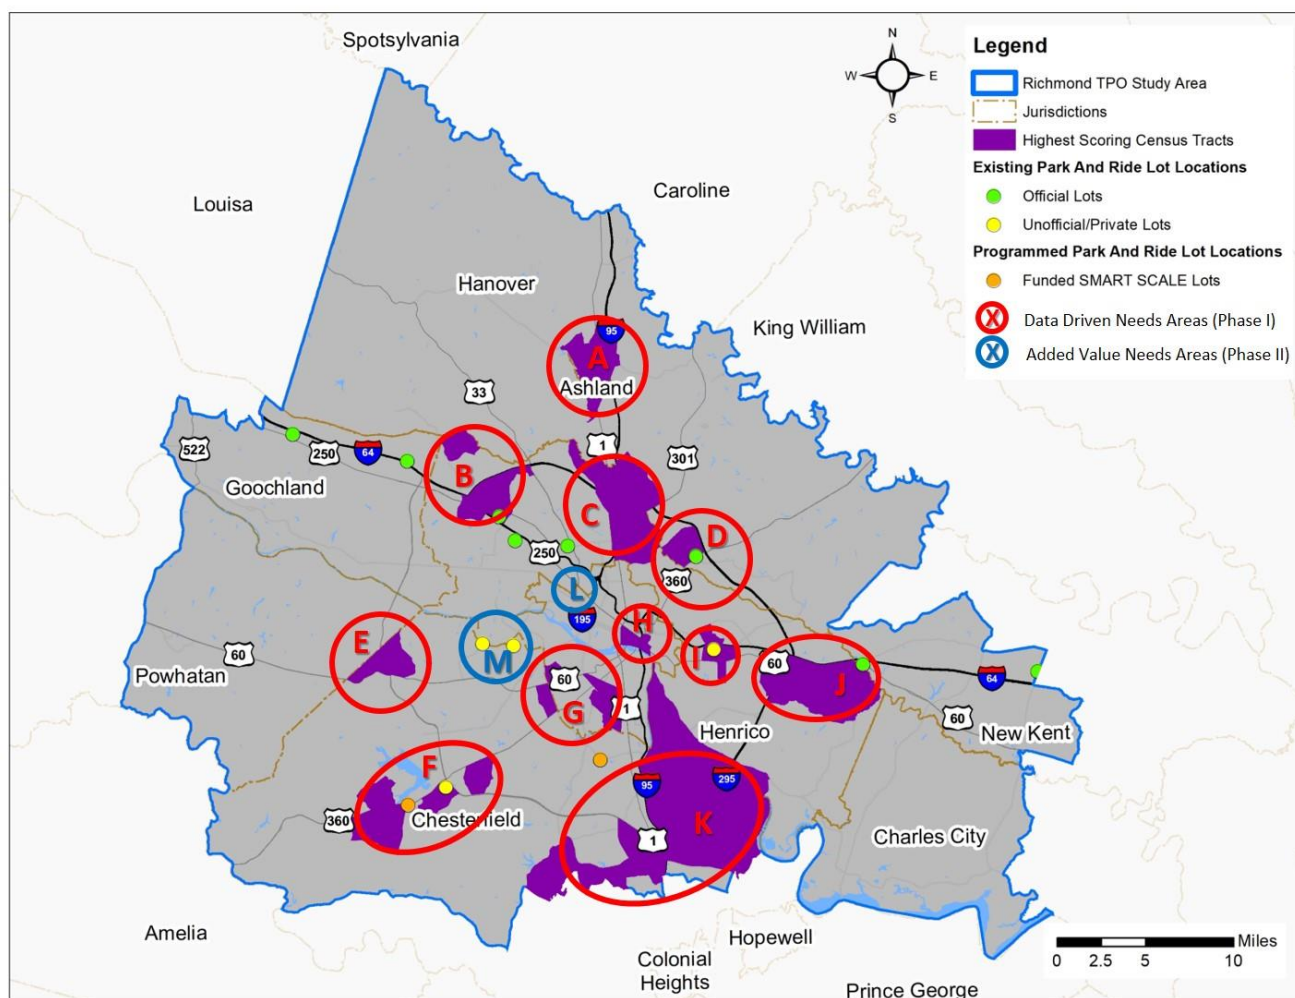 Spotsylvania
Louisa
Caroline
Hanover
King William
N
W E
S
Legend
Richmond TPO Study Area
Jurisdictions
Highest Scoring Census Tracts
Existing Park And Ride Lot Locations
Official Lots
Unofficial/Private Lots
Programmed Park And Ride Lot Locations
Funded SMART SCALE Lots
X Data Driven Needs Areas (Phase I)
X Added Value Needs Areas (Phase II)
95
A
Ashland
33
1
301
522
250
64
Goochland
B
C
D
250
360
L
195
H
E
M
I
60
Powhatan
60
G
1
60
J
64
60
New Kent
Henrico
F
360
Chesterfield
95
295
K
1
Charles City
Amelia
Hopewell
Colonial
Heights
Prince George
Miles
0 2.5 5 10